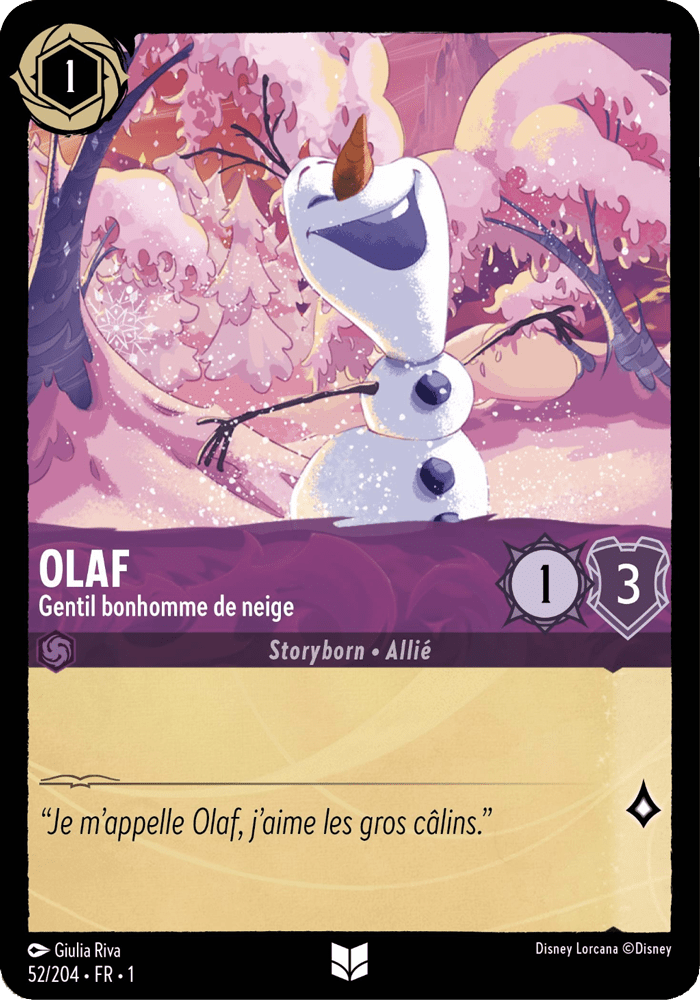 1
OLAF
Gentil bonhomme de neige
1
3
Storyborn • Allié
“Je m’appelle Olaf, j’aime les gros câlins.”
Giulia Riva
Disney Lorcana ©Disney
52/204 • FR • 1